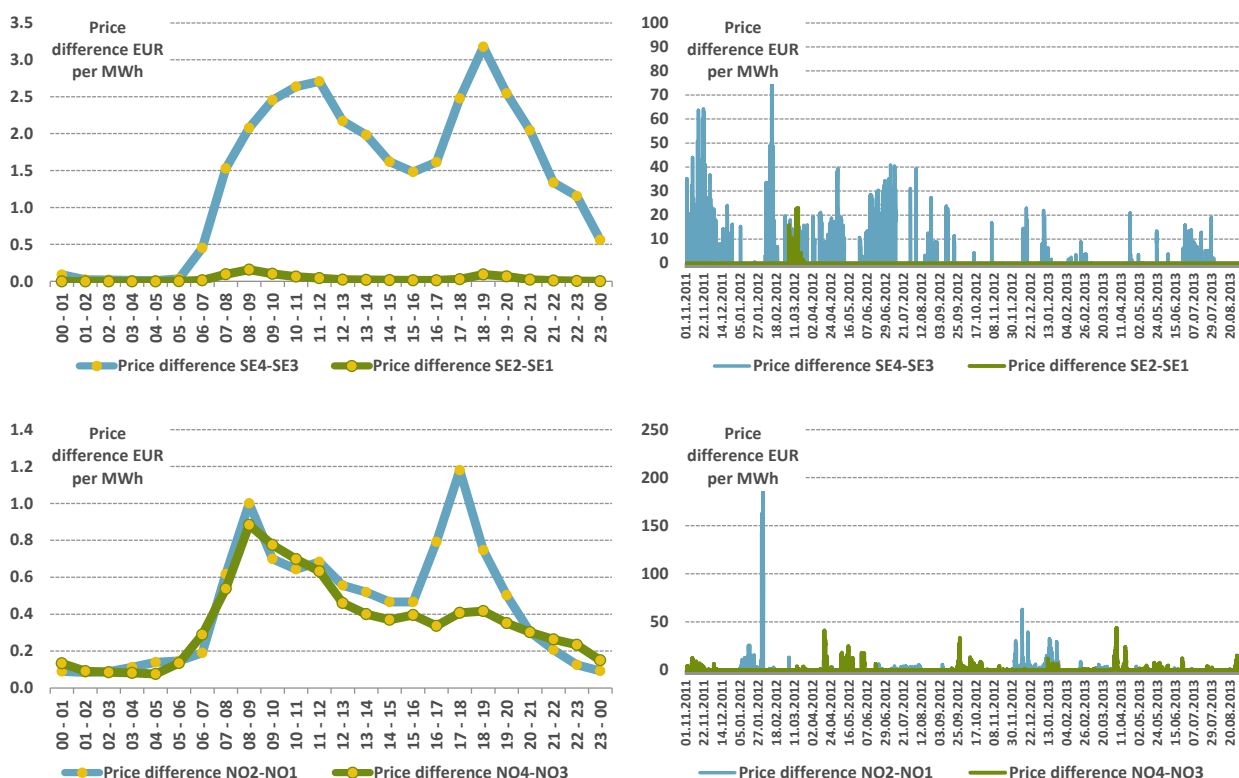 3.5
3.0
2.5
2.0
1.5
1.0
0.5
0.0
Price
difference EUR
per MWh
00 - 01
01 - 02
02 - 03
03 - 04
04 - 05
05 - 06
06 - 07
07 - 08
08 - 09
09 - 10
10 - 11
11 - 12
12 - 13
13 - 14
14 - 15
15 - 16
16 - 17
17 - 18
18 - 19
19 - 20
20 - 21
21 - 22
22 - 23
23 - 00
Price difference SE4-SE3 Price difference SE2-SE1
100
90
80
70
60
50
40
30
20
10
0
Price
difference EUR
per MWh
01.11.2011
22.11.2011
14.12.2011
05.01.2012
27.01.2012
18.02.2012
11.03.2012
02.04.2012
24.04.2012
16.05.2012
07.06.2012
29.06.2012
21.07.2012
12.08.2012
03.09.2012
25.09.2012
17.10.2012
08.11.2012
30.11.2012
22.12.2012
13.01.2013
04.02.2013
26.02.2013
20.03.2013
11.04.2013
02.05.2013
24.05.2013
15.06.2013
07.07.2013
29.07.2013
20.08.2013
Price difference SE4-SE3 Price difference SE2-SE1
1.4
1.2
1.0
0.8
0.6
0.4
0.2
0.0
Price
difference EUR
per MWh
00 - 01
01 - 02
02 - 03
03 - 04
04 - 05
05 - 06
06 - 07
07 - 08
08 - 09
09 - 10
10 - 11
11 - 12
12 - 13
13 - 14
14 - 15
15 - 16
16 - 17
17 - 18
18 - 19
19 - 20
20 - 21
21 - 22
22 - 23
23 - 00
Price difference NO2-NO1 Price difference NO4-NO3
250
200
150
100
50
0
Price
difference EUR
per MWh
01.11.2011
22.11.2011
14.12.2011
05.01.2012
27.01.2012
18.02.2012
11.03.2012
02.04.2012
24.04.2012
16.05.2012
07.06.2012
29.06.2012
21.07.2012
12.08.2012
03.09.2012
25.09.2012
17.10.2012
08.11.2012
30.11.2012
22.12.2012
13.01.2013
04.02.2013
26.02.2013
20.03.2013
11.04.2013
02.05.2013
24.05.2013
15.06.2013
07.07.2013
29.07.2013
20.08.2013
Price difference NO2-NO1 Price difference NO4-NO3